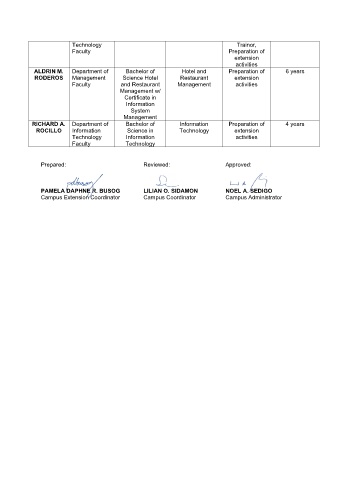 Technology Faculty | | | Trainor, Preparation of extension activities |
ALDRIN M. RODEROS | Department of Management Faculty | Bachelor of Science Hotel and Restaurant Management w/ Certificate in Information System Management | Hotel and Restaurant Management | Preparation of extension activities | 6 years
RICHARD A. ROCILLO | Department of Information Technology Faculty | Bachelor of Science in Information Technology | Information Technology | Preparation of extension activities | 4 years
Prepared: Reviewed: Approved:
PAMELA DAPHNE R. BUSOG LILIAN O. SIDAMON NOEL A. SEDIGO
Campus Extension Coordinator Campus Coordinator Campus Administrator